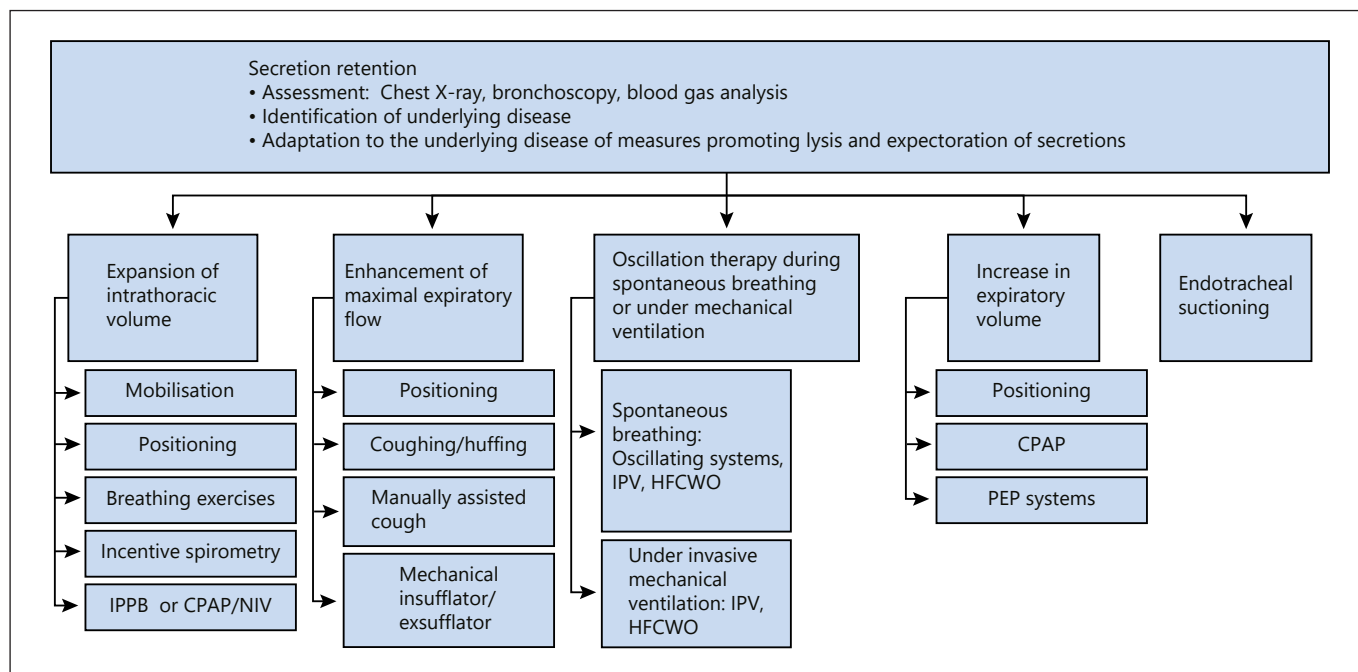 Secretion retention
• Assessment: Chest X-ray, bronchoscopy, blood gas analysis
• Identification of underlying disease
• Adaptation to the underlying disease of measures promoting lysis and expectoration of secretions
Expansion of
intrathoracic
volume
Mobilisation
Positioning
Breathing exercises
Incentive spirometry
IPPB or CPAP/NIV
Enhancement of
maximal expiratory
flow
Positioning
Coughing/huffing
Manually assisted
cough
Mechanical
insufflator/
exsufflator
Oscillation therapy during
spontaneous breathing
or under mechanical
ventilation
Spontaneous
breathing:
Oscillating systems,
IPV, HFCWO
Under invasive
mechanical
ventilation: IPV,
HFCWO
Increase in
expiratory
volume
Positioning
CPAP
PEP systems
Endotracheal
suctioning